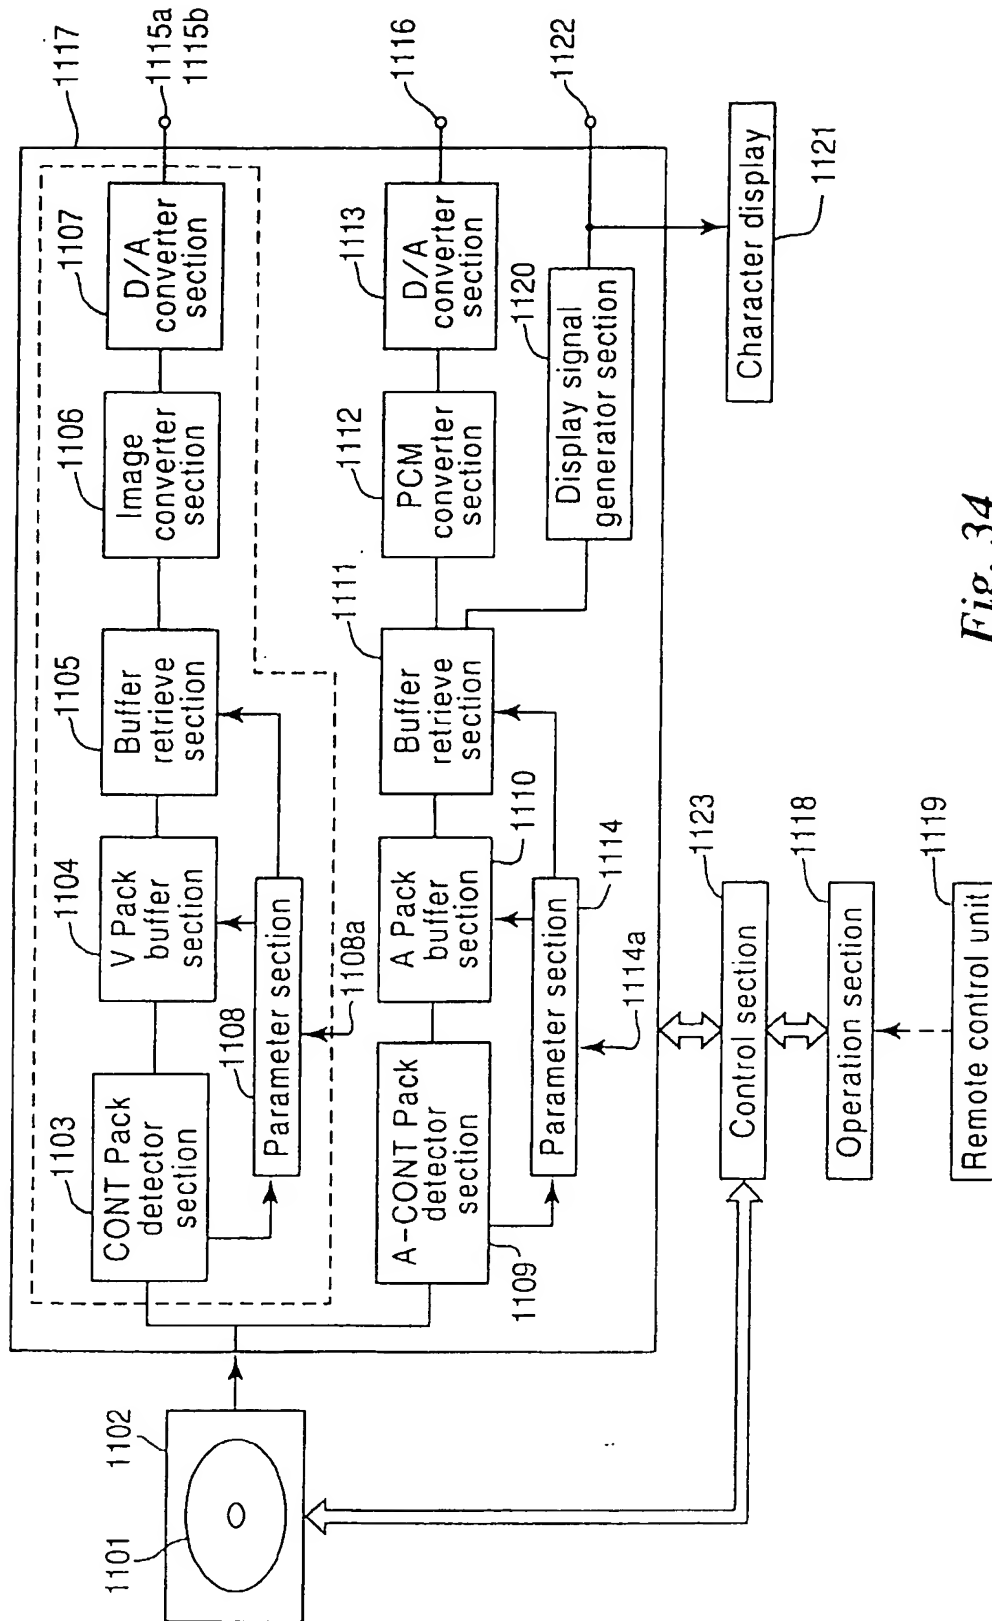 1117
1115a
1115b
1116
1122
1107
D/A
converter
section
1106
Image
converter
section
1105
Buffer
retrieve
section
1104
V Pack
buffer
section
1103
CONT Pack
detector
section
1108
Parameter section
1108a
1113
D/A
converter
section
1112
PCM
converter
section
1111
Buffer
retrieve
section
1110
A Pack
buffer
section
A-CONT Pack
detector
section
1109
Parameter section
1114
1114a
1120
Display signal
generator section
Character display
1121
1102
1101
1123
Control section
1118
Operation section
1119
Remote control unit
Fig. 34